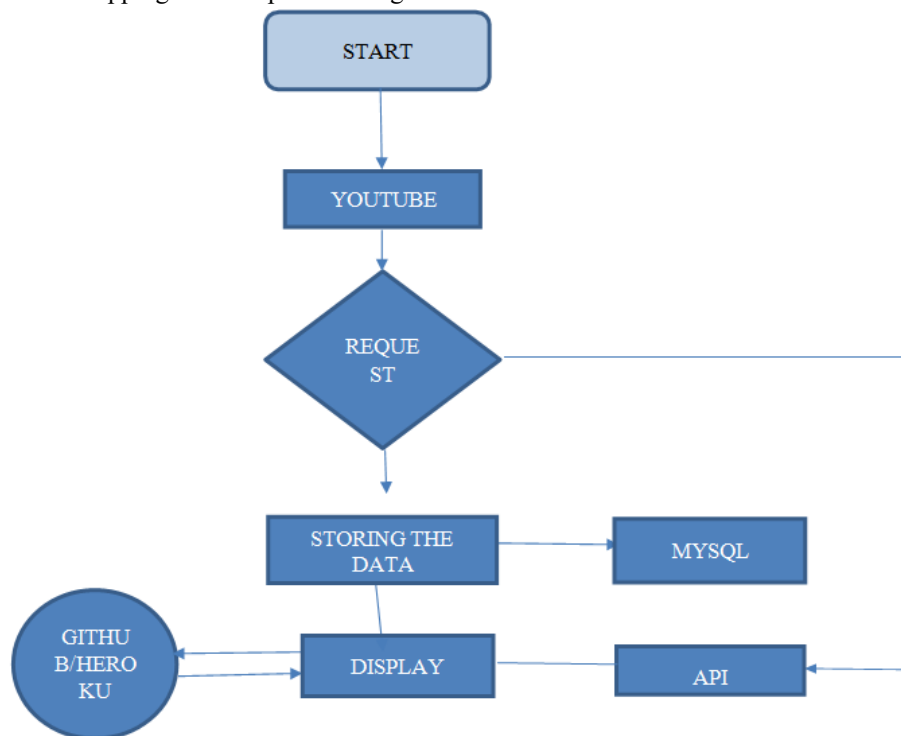 START
YOUTUBE
REQUE
ST
STORING THE
DATA
MYSQL
GITHU
B/HERO
KU
DISPLAY
API